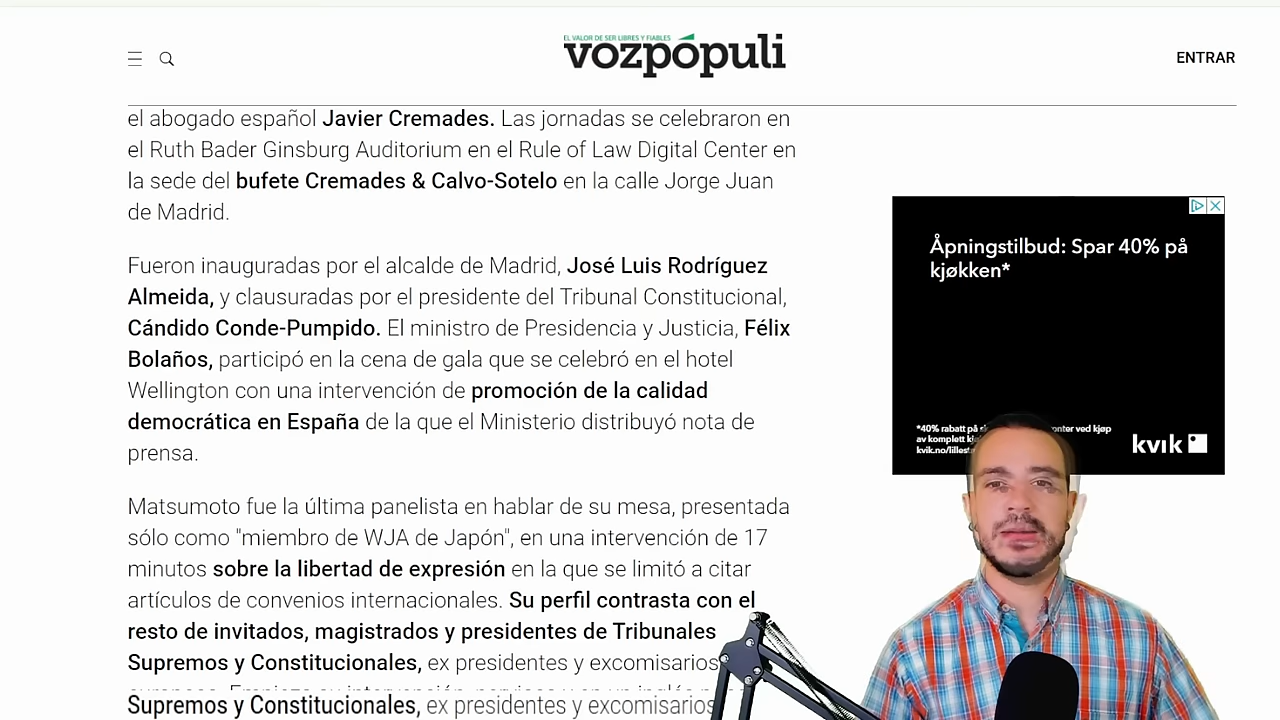 EL VALOR DE SER LIBRES Y FIABLES
vozpópuli
ENTRAR
el abogado español Javier Cremades. Las jornadas se celebraron en
el Ruth Bader Ginsburg Auditorium en el Rule of Law Digital Center en
la sede del bufete Cremades & Calvo-Sotelo en la calle Jorge Juan
de Madrid.
Fueron inauguradas por el alcalde de Madrid, José Luis Rodríguez
Almeida, y clausuradas por el presidente del Tribunal Constitucional,
Cándido Conde-Pumpido. El ministro de Presidencia y Justicia, Félix
Bolaños, participó en la cena de gala que se celebró en el hotel
Wellington con una intervención de promoción de la calidad
democrática en España de la que el Ministerio distribuyó nota de
prensa.
Matsumoto fue la última panelista en hablar de su mesa, presentada
sólo como "miembro de WJA de Japón", en una intervención de 17
minutos sobre la libertad de expresión en la que se limitó a citar
artículos de convenios internacionales. Su perfil contrasta con el
resto de invitados, magistrados y presidentes de Tribunales
Supremos y Constitucionales, ex presidentes y excomisarios
Supremos y Constitucionales, ex presidentes y excomisarios
Åpningstilbud: Spar 40% på
kjøkken*
*40% rabatt på ved kjøp
av komplett
kvik